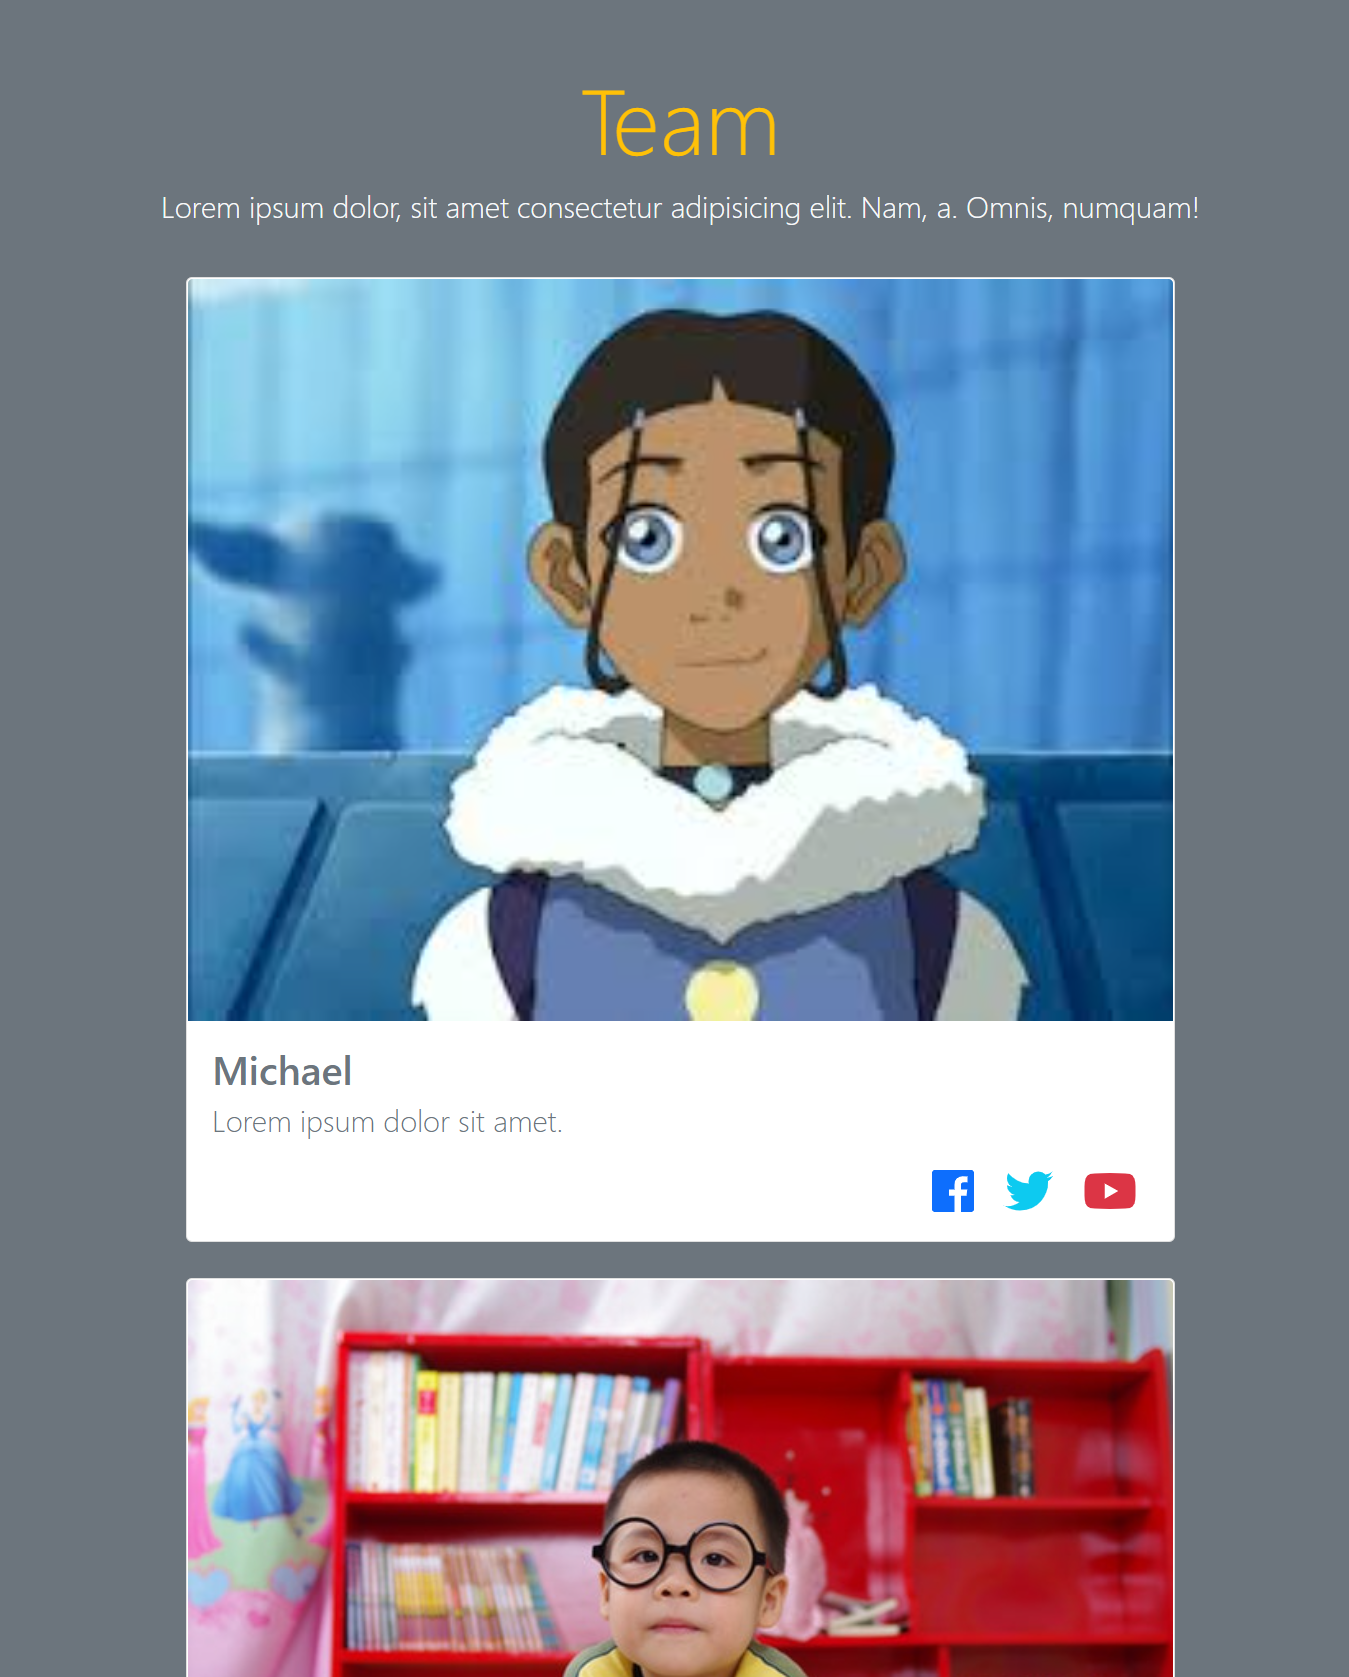 Team
Lorem ipsum dolor, sit amet consectetur adipisicing elit. Nam, a. Omnis, numquam!
Michael
Lorem ipsum dolor sit amet.